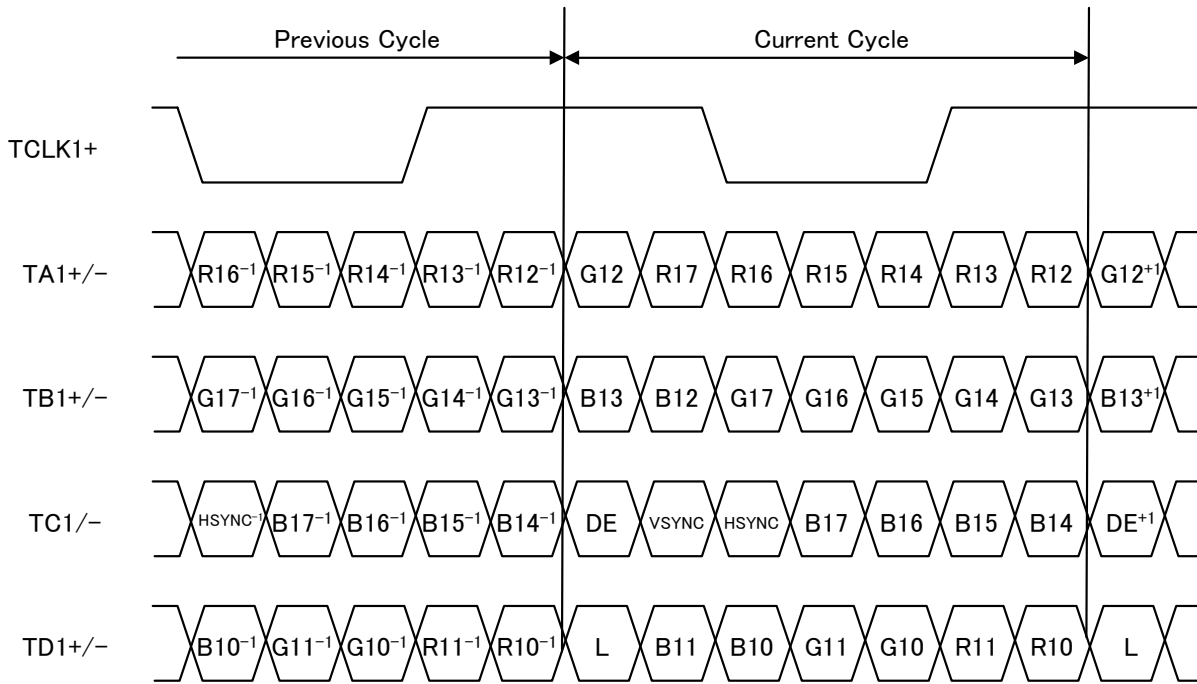 Previous Cycle Current Cycle
TCLK1+
TA1+/- R16⁻¹ R15⁻¹ R14⁻¹ R13⁻¹ R12⁻¹ G12 R17 R16 R15 R14 R13 R12 G12⁺¹
TB1+/- G17⁻¹ G16⁻¹ G15⁻¹ G14⁻¹ G13⁻¹ B13 B12 G17 G16 G15 G14 G13 B13⁺¹
TC1/- HSYNC⁻¹ B17⁻¹ B16⁻¹ B15⁻¹ B14⁻¹ DE VSYNC HSYNC B17 B16 B15 B14 DE⁺¹
TD1+/- B10⁻¹ G11⁻¹ G10⁻¹ R11⁻¹ R10⁻¹ L B11 B10 G11 G10 R11 R10 L